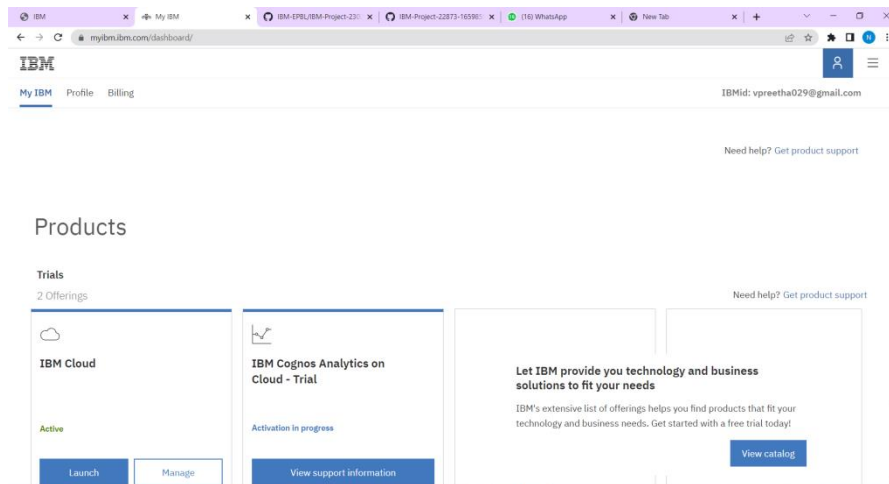 IBM
My IBM
IBM-EPBL/IBM-Project-230
IBM-Project-22873-16598
(16) WhatsApp
New Tab
myibm.ibm.com/dashboard/
N
IBM
My IBM Profile Billing
IBMid: vpreetha029@gmail.com
Need help? Get product support
Products
Trials
2 Offerings
Need help? Get product support
IBM Cloud
Active
Launch
Manage
IBM Cognos Analytics on
Cloud - Trial
Activation in progress
View support information
Let IBM provide you technology and business
solutions to fit your needs
IBM's extensive list of offerings helps you find products that fit your
technology and business needs. Get started with a free trial today!
View catalog